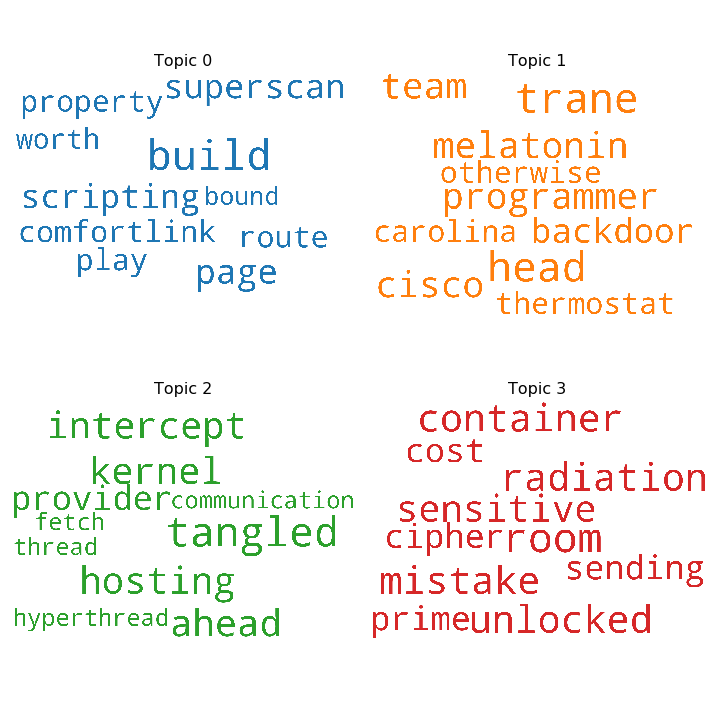 Topic 0
superscan
property
worth
build
scripting bound
comfortlink route
play page
Topic 1
team trane
melatonin
otherwise
programmer
carolina backdoor
head
cisco
thermostat
Topic 2
intercept
kernel
provider communication
fetch tangled
thread
hosting
hyperthread ahead
Topic 3
container
cost
radiation
sensitive
cipher room
mistake sending
prime unlocked